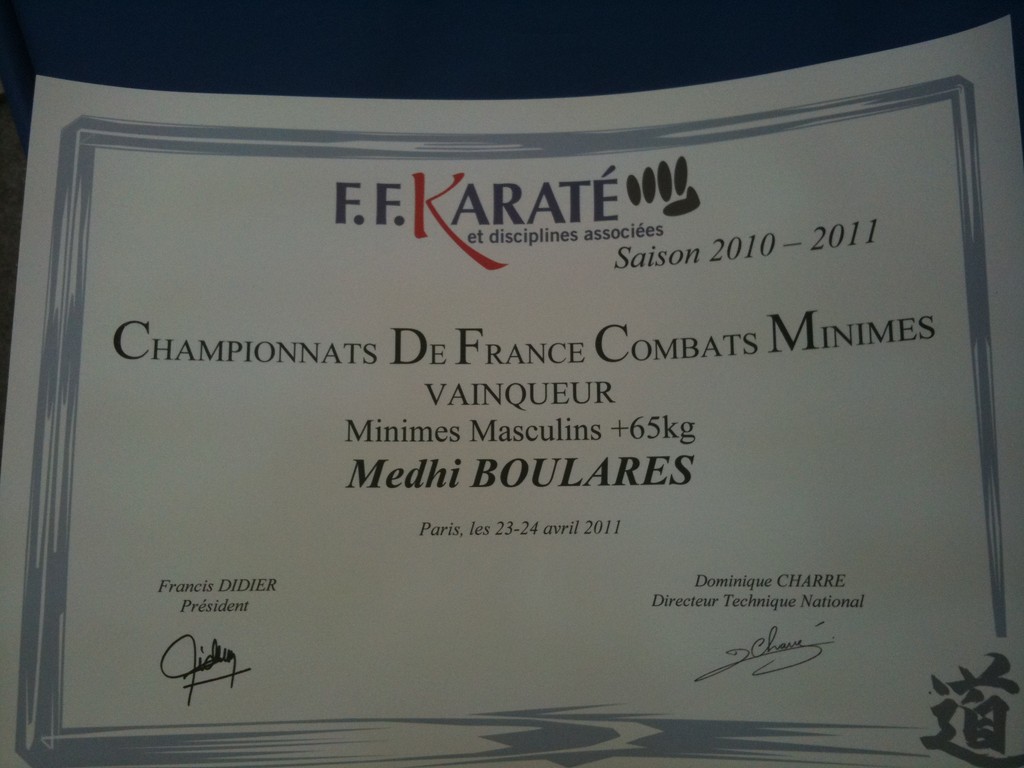 F.F.KARATÉ
et disciplines associées
Saison 2010 – 2011
CHAMPIONNATS DE FRANCE COMBATS MINIMES
VAINQUEUR
Minimes Masculins +65kg
Medhi BOULARES
Paris, les 23-24 avril 2011
Francis DIDIER
Président
Dominique CHARRE
Directeur Technique National
道